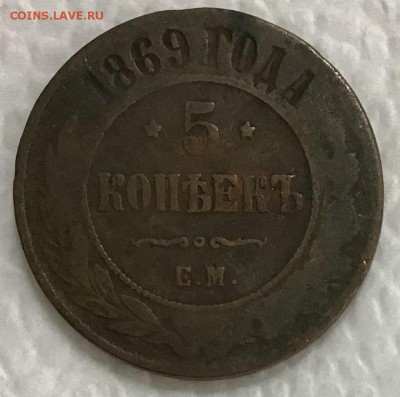 COINS.LAVE.RU
1869 ГОДА
5
КОПѢЕКЪ
Е.М.